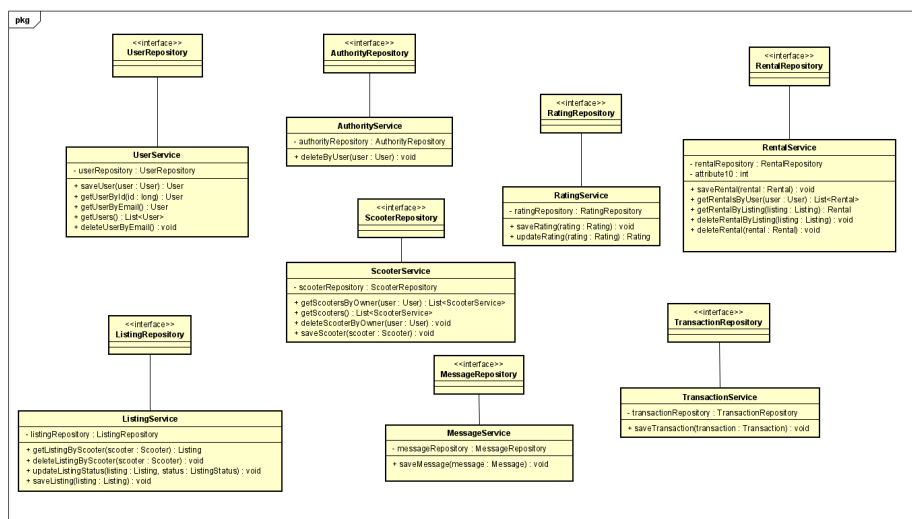 pkg
<<interface>>
UserRepository
<<interface>>
AuthorityRepository
<<interface>>
RentalRepository
<<interface>>
RatingRepository
AuthorityService
- authorityRepository : AuthorityRepository
+ deleteByUser(user : User) : void
UserService
- userRepository : UserRepository
+ saveUser(user : User) : User
+ getUserById(id : long) : User
+ getUserByEmail() : User
+ getUsers() : List<User>
+ deleteUserByEmail() : void
RentalService
- rentalRepository : RentalRepository
- attribute10 : int
+ saveRental(rental : Rental) : void
+ getRentalsByUser(user : User) : List<Rental>
+ getRentalByListing(listing : Listing) : Rental
+ deleteRentalByListing(listing : Listing) : void
+ deleteRental(rental : Rental) : void
RatingService
- ratingRepository : RatingRepository
+ saveRating(rating : Rating) : void
+ updateRating(rating : Rating) : Rating
<<interface>>
ScooterRepository
ScooterService
- scooterRepository : ScooterRepository
+ getScootersByOwner(user : User) : List<ScooterService>
+ getScooters() : List<ScooterService>
+ deleteScooterByOwner(user : User) : void
+ saveScooter(scooter : Scooter) : void
<<interface>>
ListingRepository
<<interface>>
TransactionRepository
<<interface>>
MessageRepository
TransactionService
- transactionRepository : TransactionRepository
+ saveTransaction(transaction : Transaction) : void
ListingService
- listingRepository : ListingRepository
+ getListingByScooter(scooter : Scooter) : Listing
+ deleteListingByScooter(scooter : Scooter) : void
+ updateListingStatus(listing : Listing, status : ListingStatus) : void
+ saveListing(listing : Listing) : void
MessageService
- messageRepository : MessageRepository
+ saveMessage(message : Message) : void